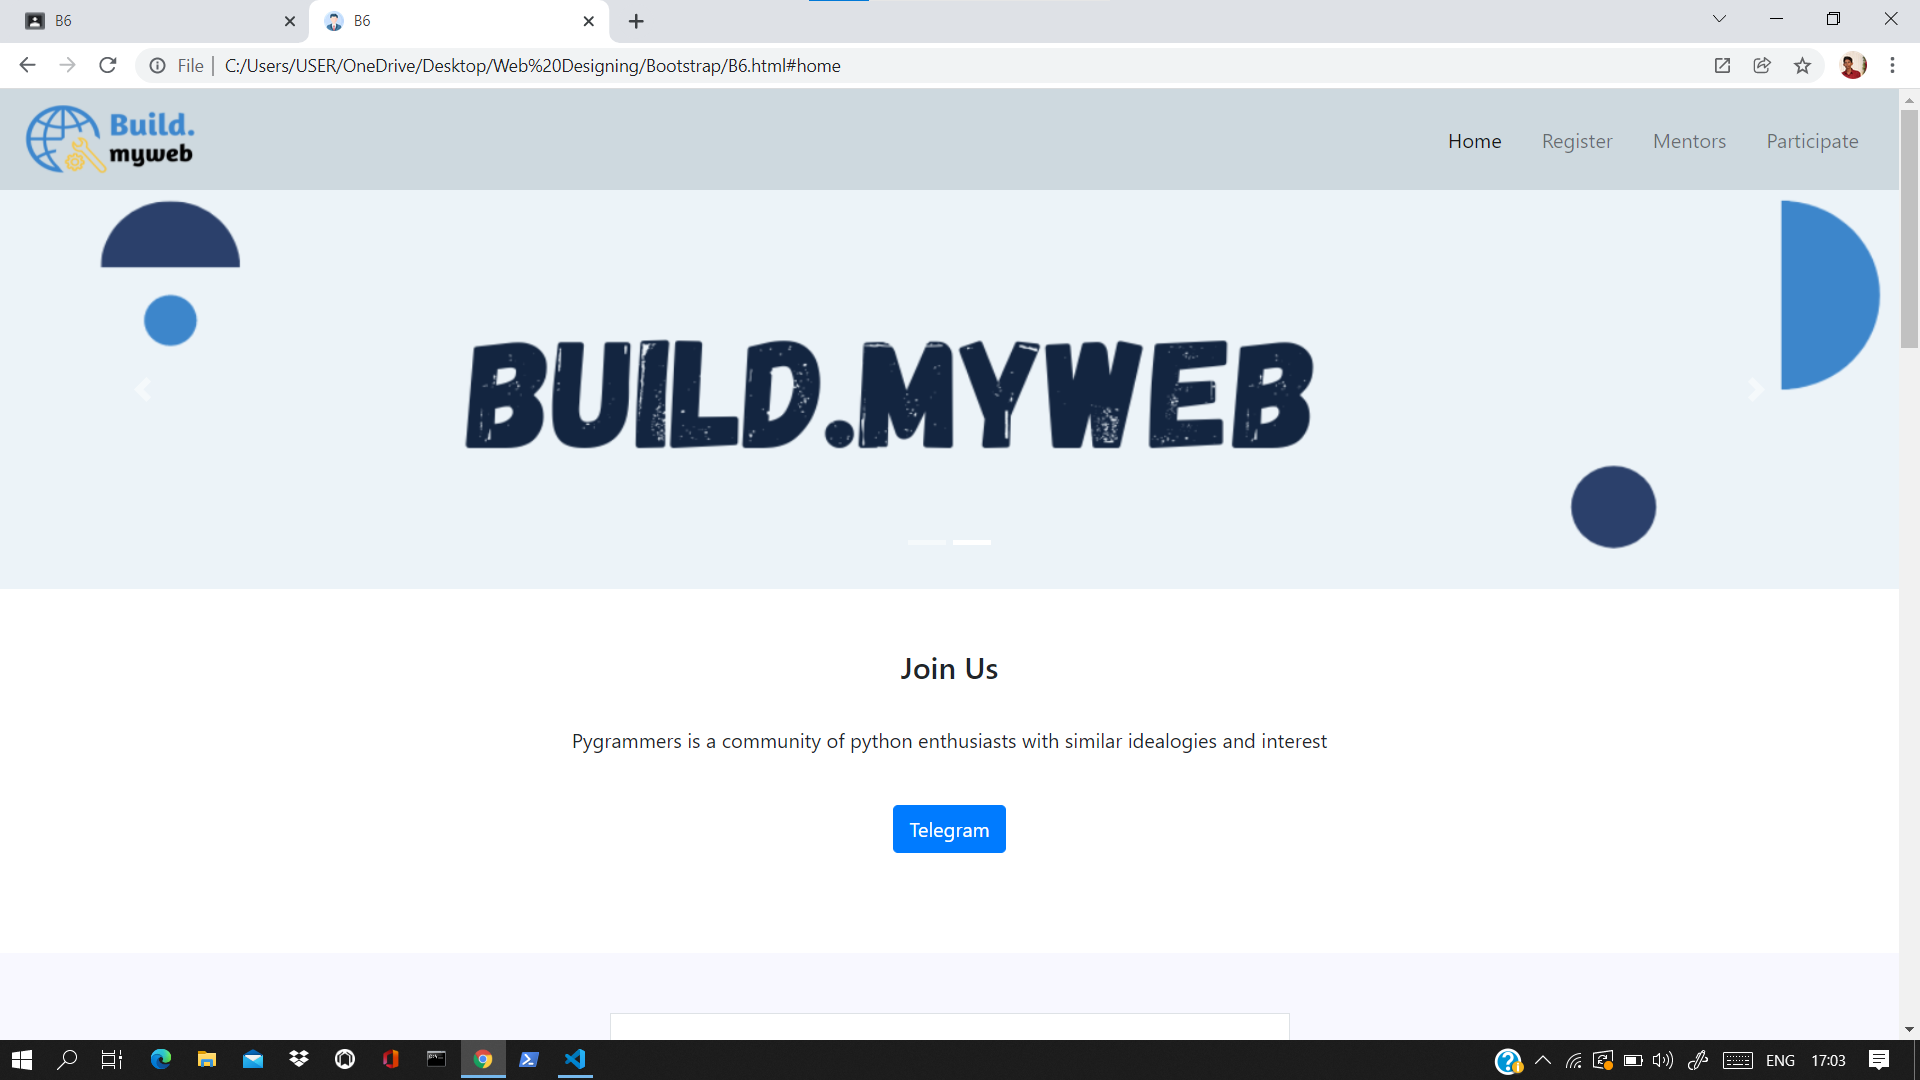 B6
B6
File
C:/Users/USER/OneDrive/Desktop/Web%20Designing/Bootstrap/B6.html#home
Build.
myweb
Home
Register
Mentors
Participate
BUILD.MYWEB
Join Us
Pygrammers is a community of python enthusiasts with similar idealogies and interest
Telegram
ENG
17:03